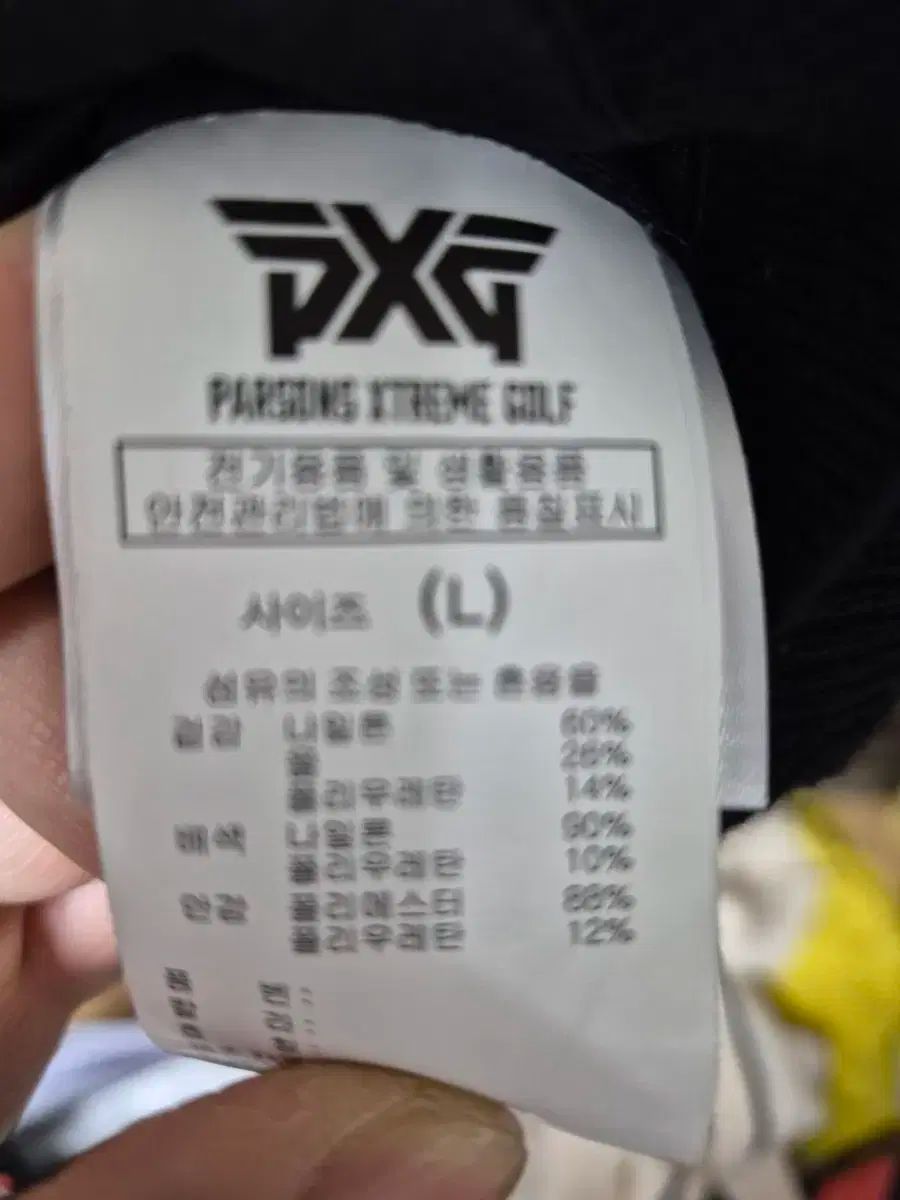 PXG
PARSONS XTREME GOLF
전기용품 및 생활용품
안전관리법에 의한 품질표시
사이즈 (L)
섬유의 조성 또는 혼용율
겉감 나일론 60%
26%
폴리우레탄 14%
배색 나일론 90%
폴리우레탄 10%
안감 폴리에스터 88%
폴리우레탄 12%